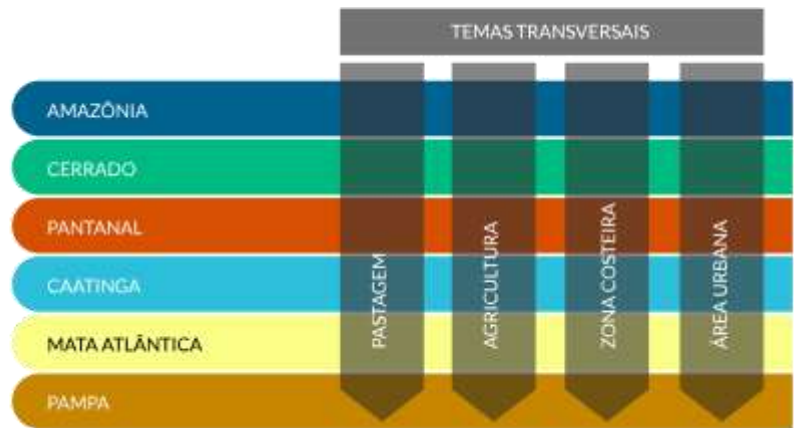 TEMAS TRANSVERSAIS
AMAZÔNIA
CERRADO
PANTANAL
CAATINGA
MATA ATLÂNTICA
PAMPA
PASTAGEM
AGRICULTURA
ZONA COSTEIRA
ÁREA URBANA